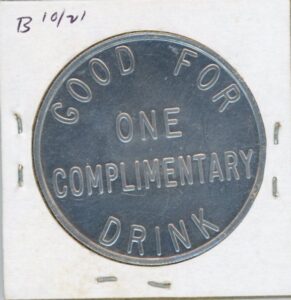 B 10/21
GOOD FOR
ONE
COMPLIMENTARY
DRINK